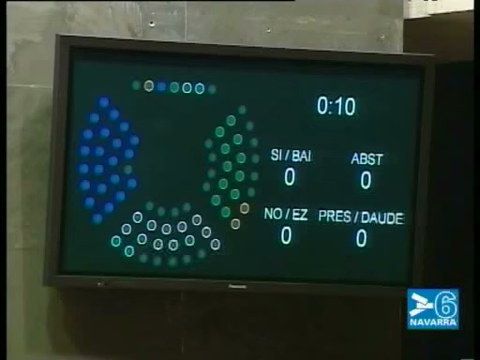 0:10
SI / BAI
ABST
0
0
NO / EZ
PRES / DAUDE
0
0
Panasonic
6
NAVARRA